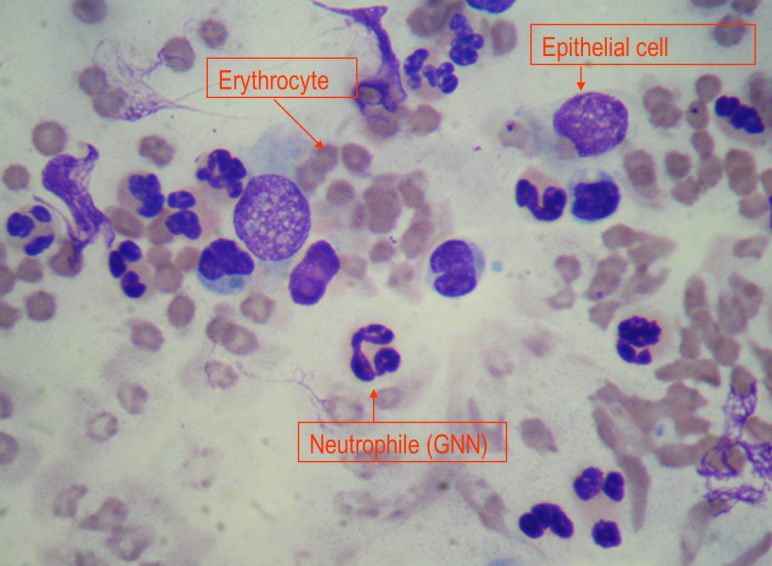 Epithelial cell
Erythrocyte
Neutrophile (GNN)